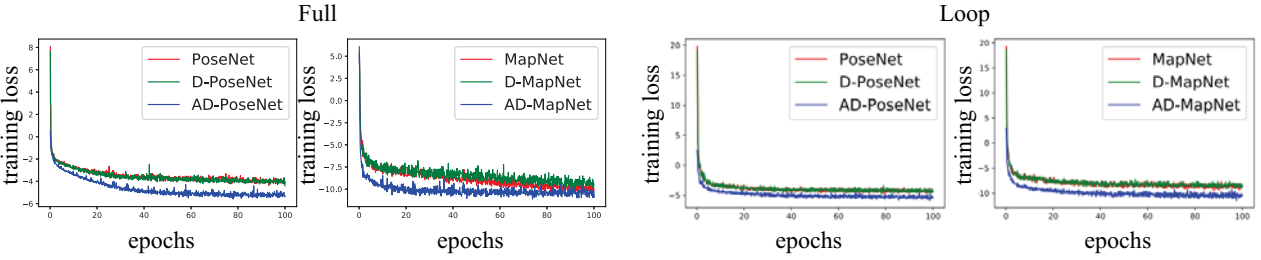 Full
Loop
training loss
8
6
4
2
0
−2
−4
−6
0
20
40
60
80
100
PoseNet
D-PoseNet
AD-PoseNet
epochs
training loss
5.0
2.5
0.0
−2.5
−5.0
−7.5
−10.0
0
20
40
60
80
100
MapNet
D-MapNet
AD-MapNet
epochs
training loss
20
15
10
5
0
−5
0
20
40
60
80
100
PoseNet
D-PoseNet
AD-PoseNet
epochs
training loss
20
15
10
5
0
−5
−10
0
20
40
60
80
100
MapNet
D-MapNet
AD-MapNet
epochs